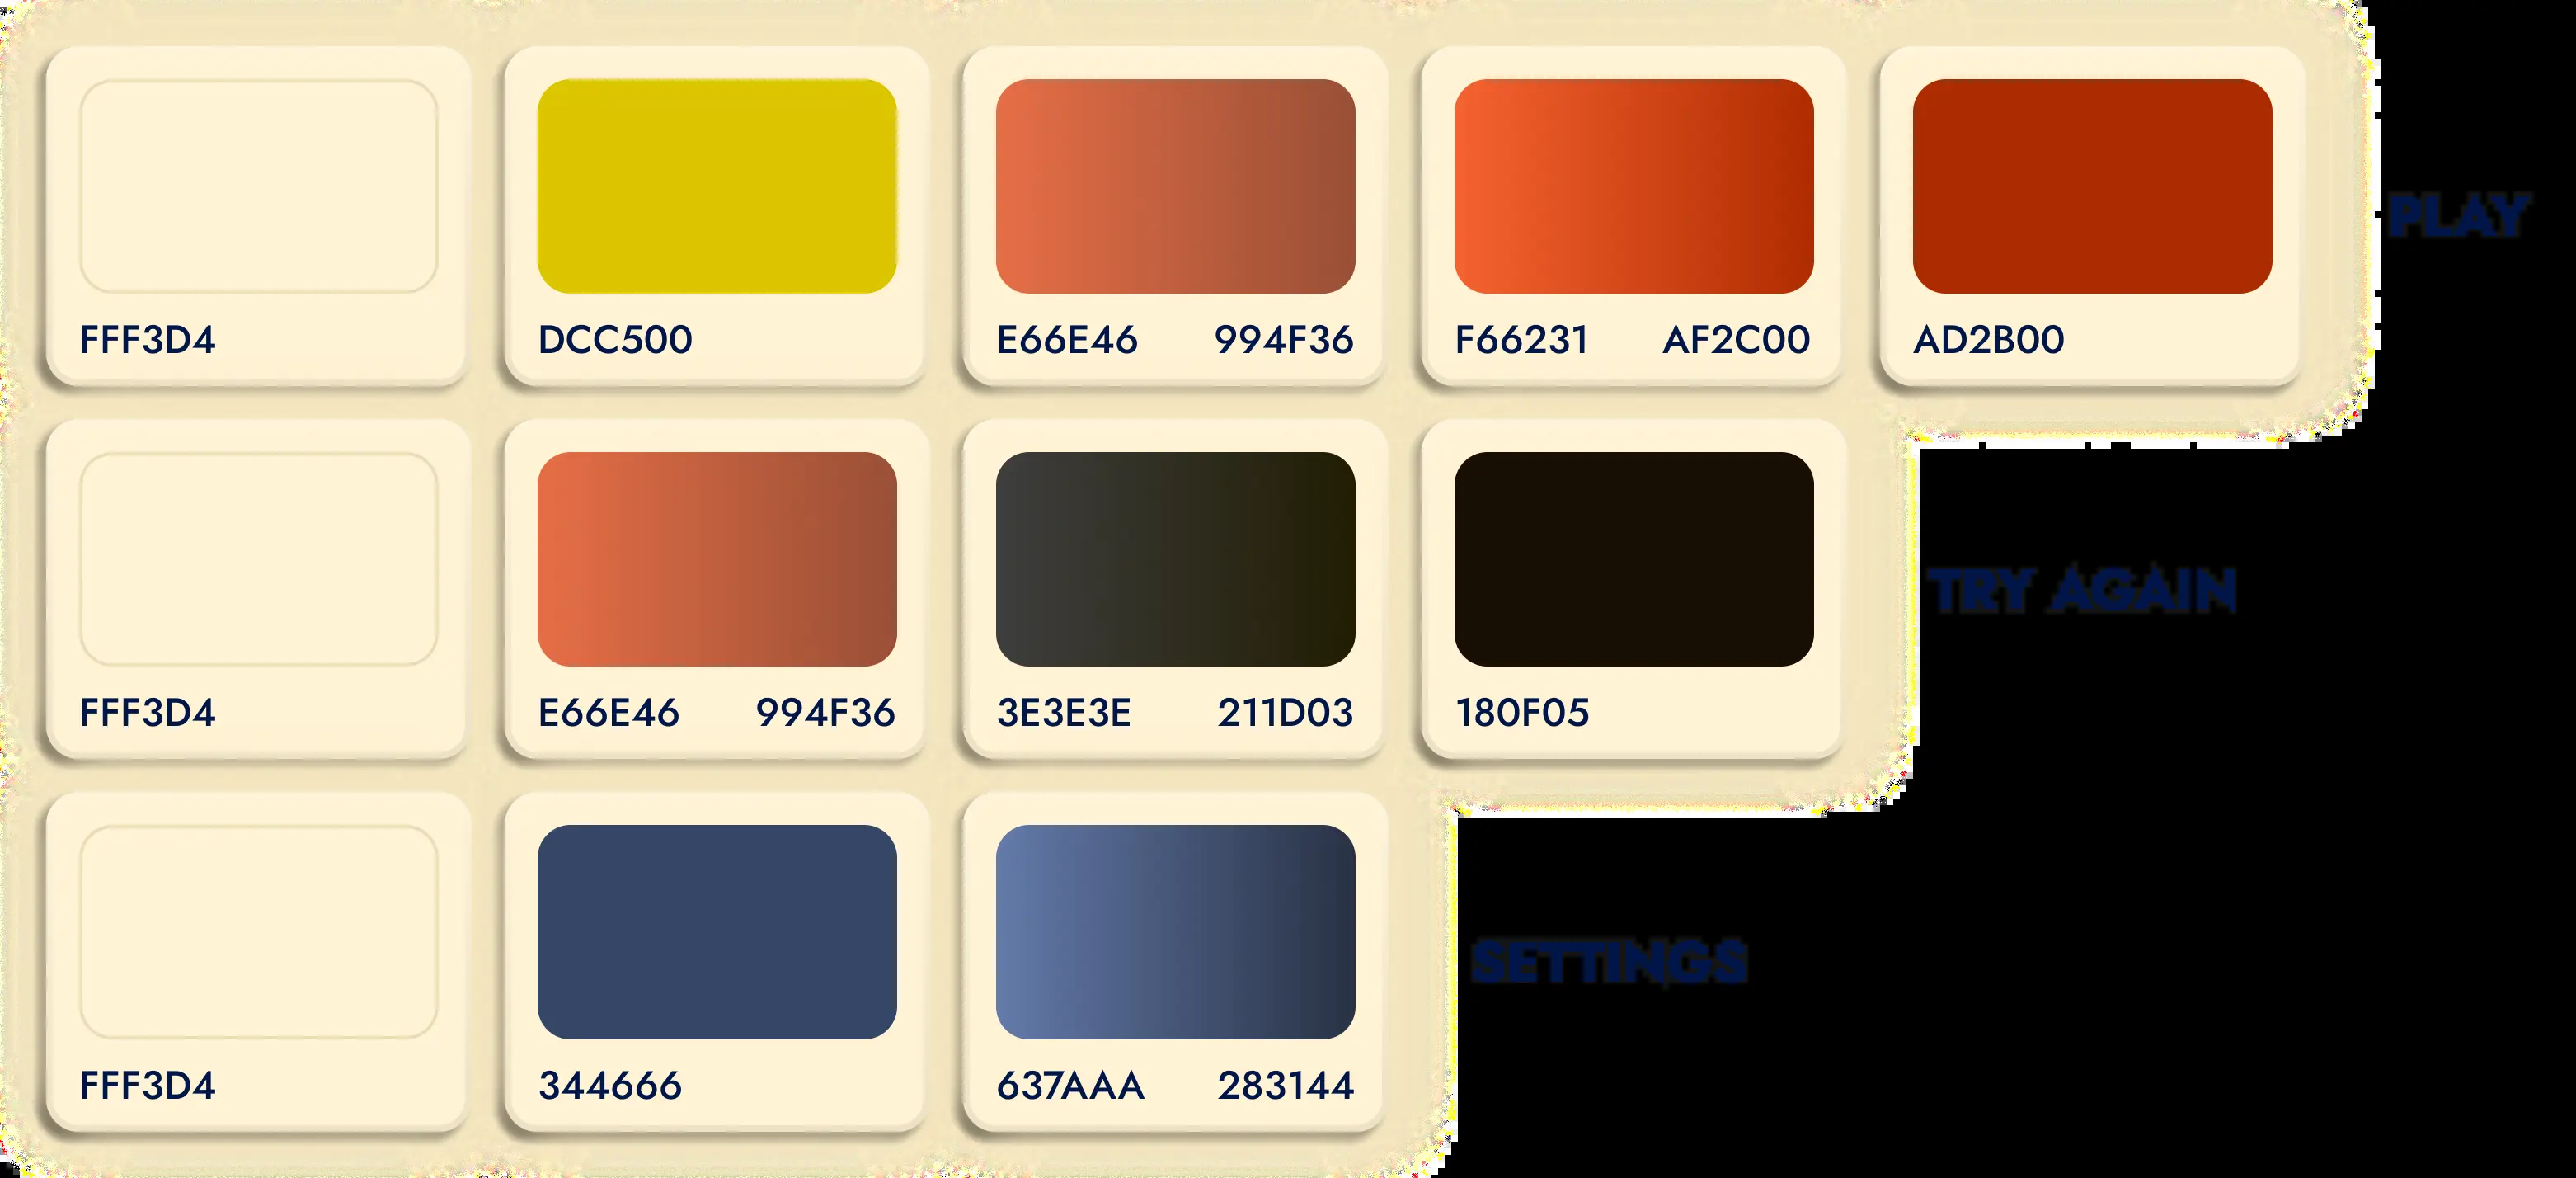 PLAY
FFF3D4 DCC500 E66E46 994F36 F66231 AF2C00 AD2B00
TRY AGAIN
FFF3D4 E66E46 994F36 3E3E3E 211D03 180F05
SETTINGS
FFF3D4 344666 637AAA 283144